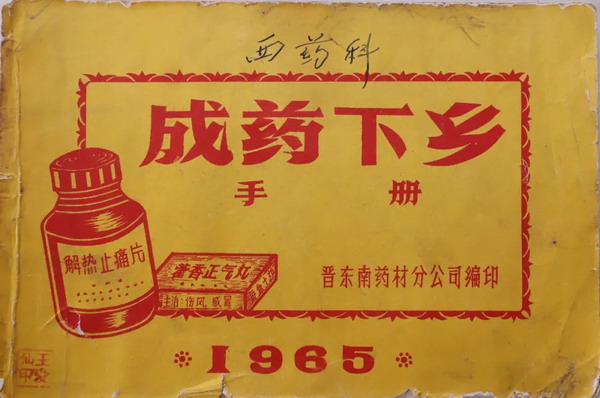 西药科
成药下乡
手册
解热止痛片
藿香正气丸
主治:伤风 感冒
晋东南药材分公司编印
1965